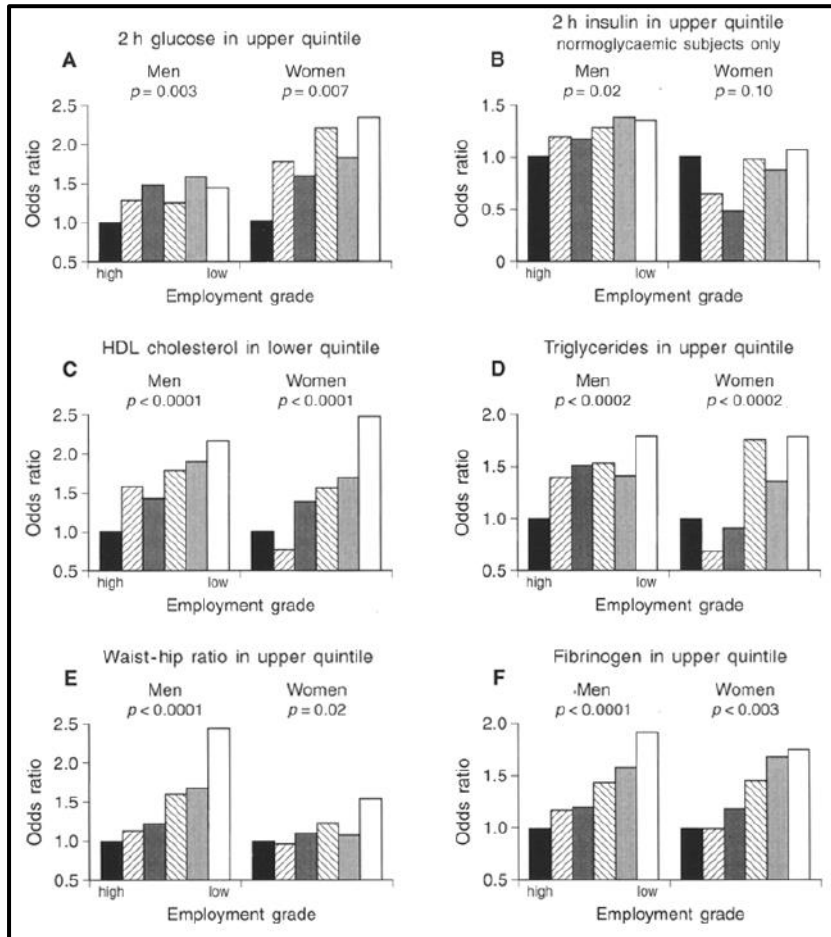 A
2 h glucose in upper quintile
Men
p = 0.003
Women
p = 0.007
Odds ratio
2.5
2.0
1.5
1.0
0.5
high
low
Employment grade
B
2 h insulin in upper quintile
normoglycaemic subjects only
Men
p = 0.02
Women
p = 0.10
Odds ratio
1.5
1.0
0.5
0
high
low
Employment grade
C
HDL cholesterol in lower quintile
Men
p < 0.0001
Women
p < 0.0001
Odds ratio
2.5
2.0
1.5
1.0
0.5
high
low
Employment grade
D
Triglycerides in upper quintile
Men
p < 0.0002
Women
p < 0.0002
Odds ratio
2.0
1.5
1.0
0.5
high
low
Employment grade
E
Waist-hip ratio in upper quintile
Men
p < 0.0001
Women
p = 0.02
Odds ratio
2.5
2.0
1.5
1.0
0.5
high
low
Employment grade
F
Fibrinogen in upper quintile
Men
p < 0.0001
Women
p < 0.003
Odds ratio
2.0
1.5
1.0
0.5
high
low
Employment grade